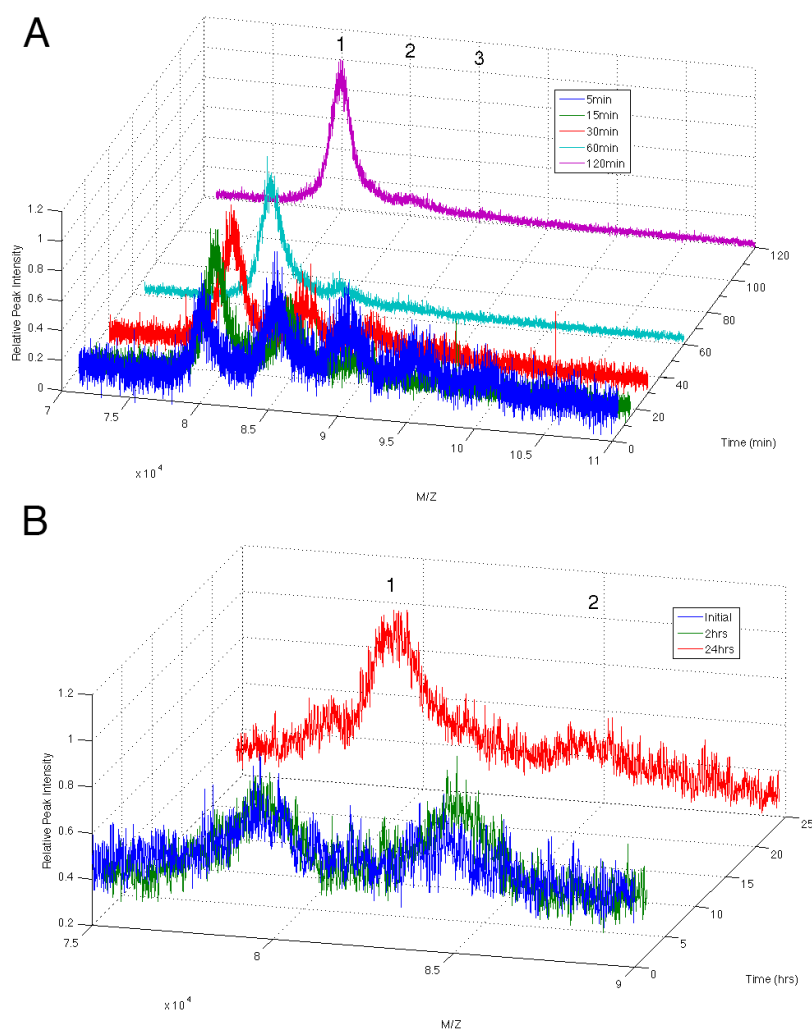 A
1
2
3
5min
15min
30min
60min
120min
1.2
1
0.8
0.6
0.4
0.2
0
Relative Peak Intensity
7
7.5
8
8.5
9
9.5
10
10.5
11
x 10^4
M/Z
0
20
40
60
80
100
120
Time (min)
B
1
2
Initial
2hrs
24hrs
1.2
1
0.8
0.6
0.4
0.2
Relative Peak Intensity
7.5
8
8.5
9
x 10^4
M/Z
0
5
10
15
20
25
Time (hrs)